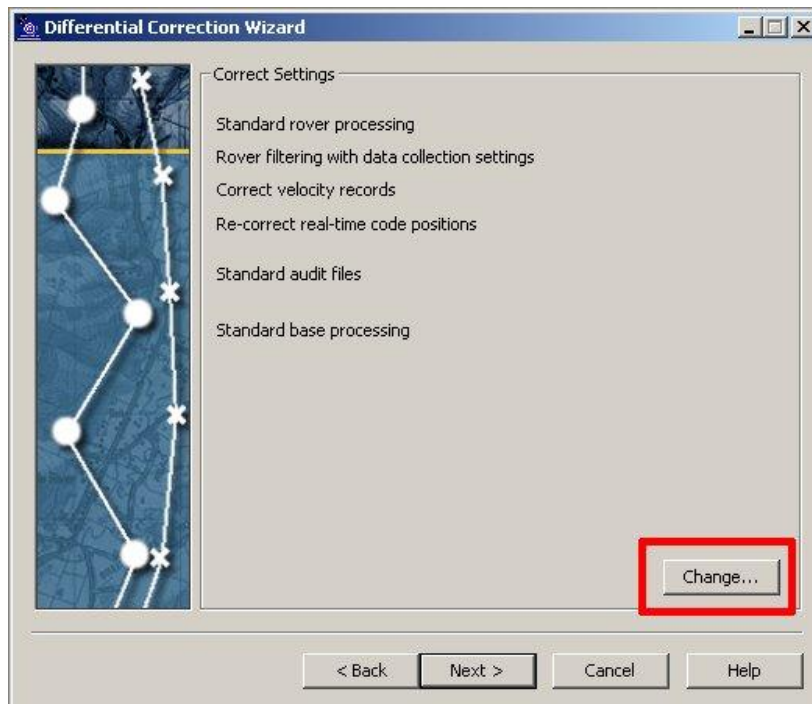 Differential Correction Wizard
Correct Settings
Standard rover processing
Rover filtering with data collection settings
Correct velocity records
Re-correct real-time code positions
Standard audit files
Standard base processing
Change...
< Back Next > Cancel Help